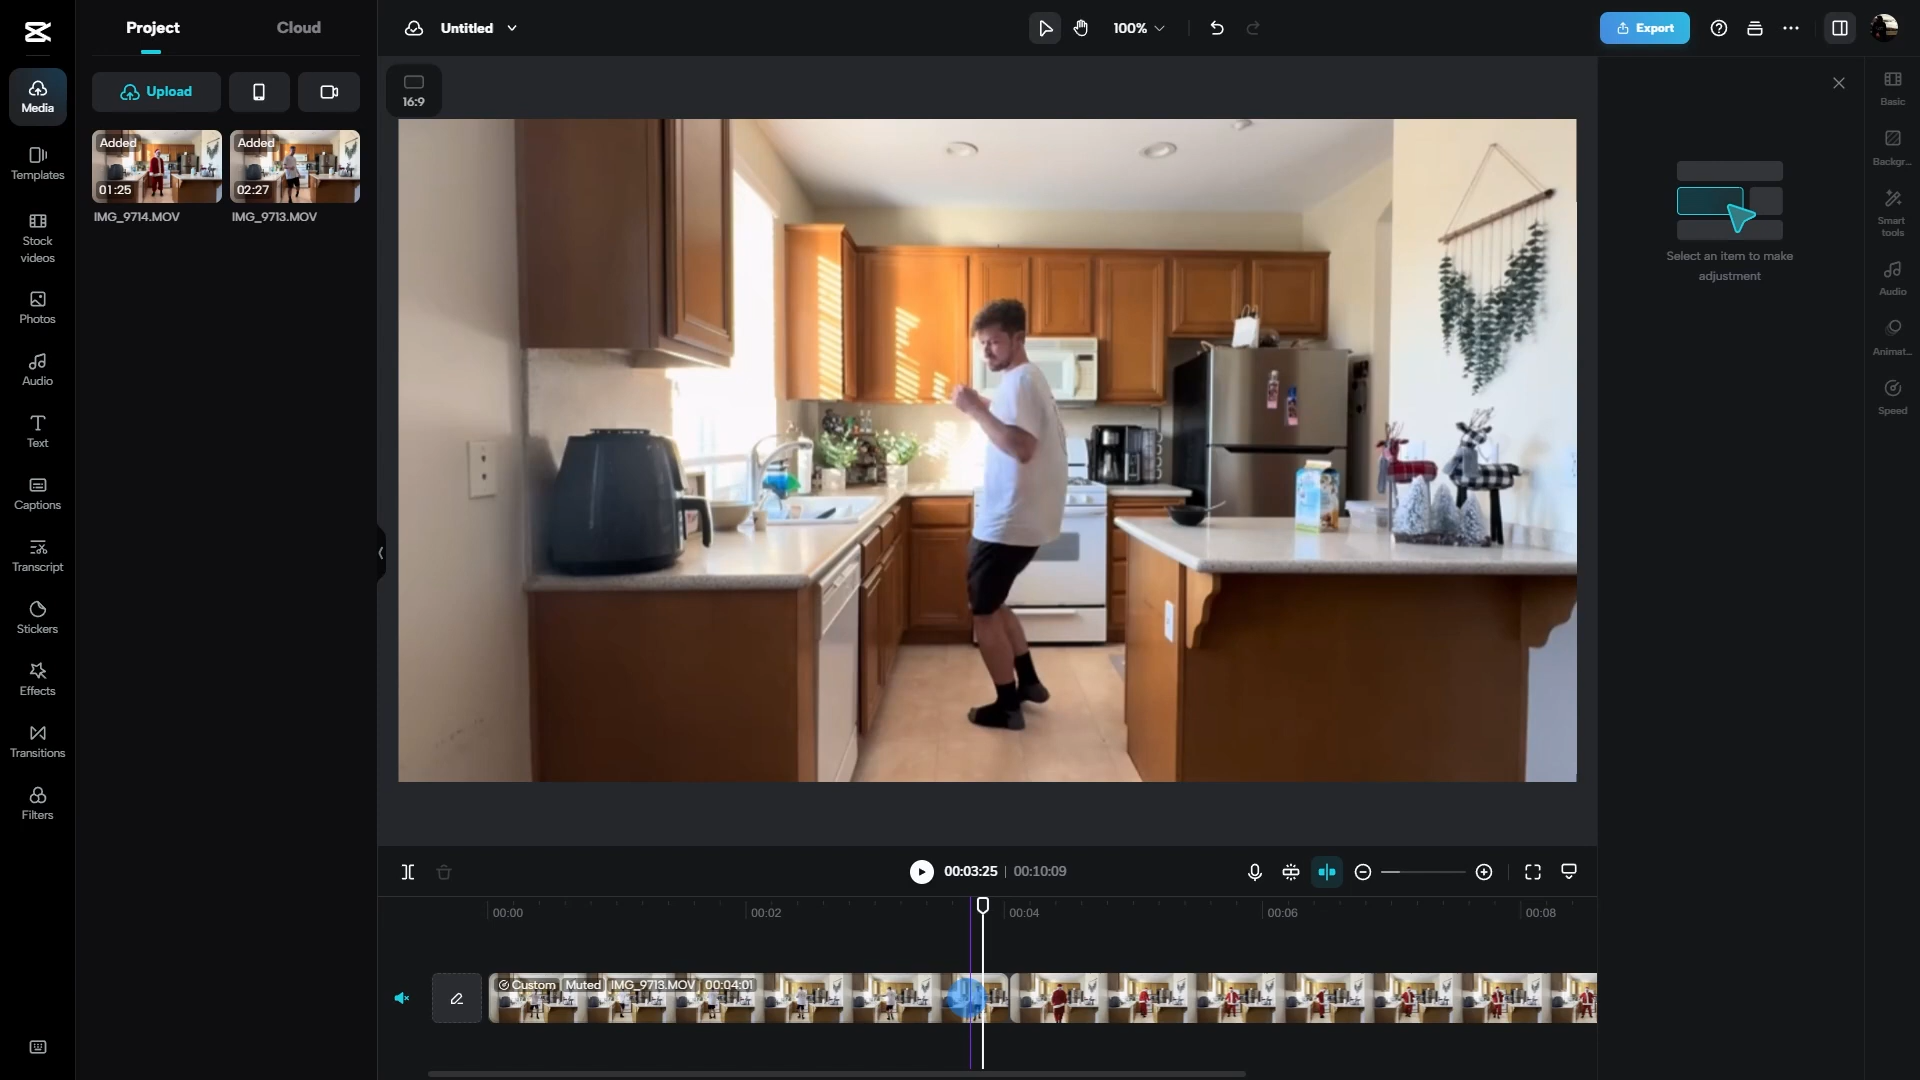 Project
Cloud
Untitled
100%
Export
Media
Upload
16:9
Basic
Added
01:25
IMG_9714.MOV
Added
02:27
IMG_9713.MOV
Templates
Backgr...
Stock
videos
Smart
tools
Select an item to make
adjustment
Photos
Audio
Audio
Animat...
Text
Speed
Captions
Transcript
Stickers
Effects
Transitions
Filters
00:03:25 | 00:10:09
00:00
00:02
00:04
00:06
00:08
Custom
Muted
IMG_9713.MOV
00:04:01